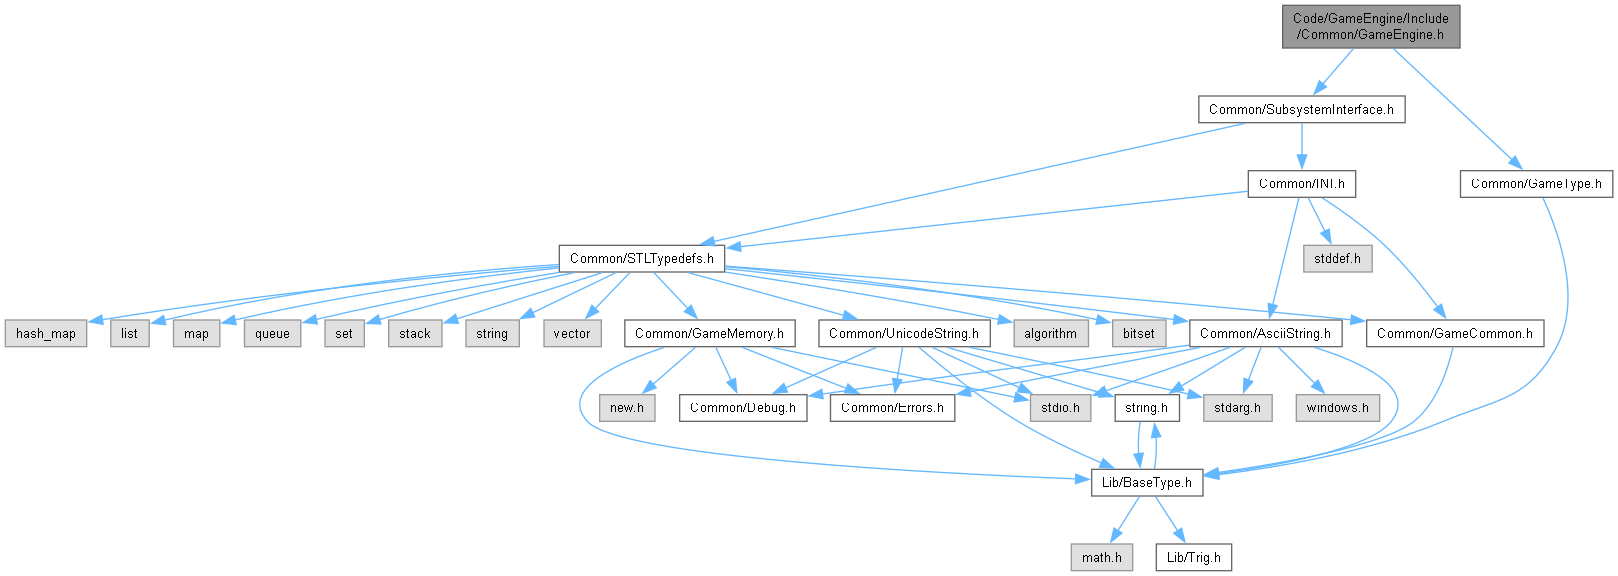 Code/GameEngine/Include
/Common/GameEngine.h
Common/SubsystemInterface.h
Common/INI.h
Common/GameType.h
Common/STLTypedefs.h
stddef.h
hash_map
list
map
queue
set
stack
string
vector
Common/GameMemory.h
Common/UnicodeString.h
algorithm
bitset
Common/AsciiString.h
Common/GameCommon.h
new.h
Common/Debug.h
Common/Errors.h
stdio.h
string.h
stdarg.h
windows.h
Lib/BaseType.h
math.h
Lib/Trig.h